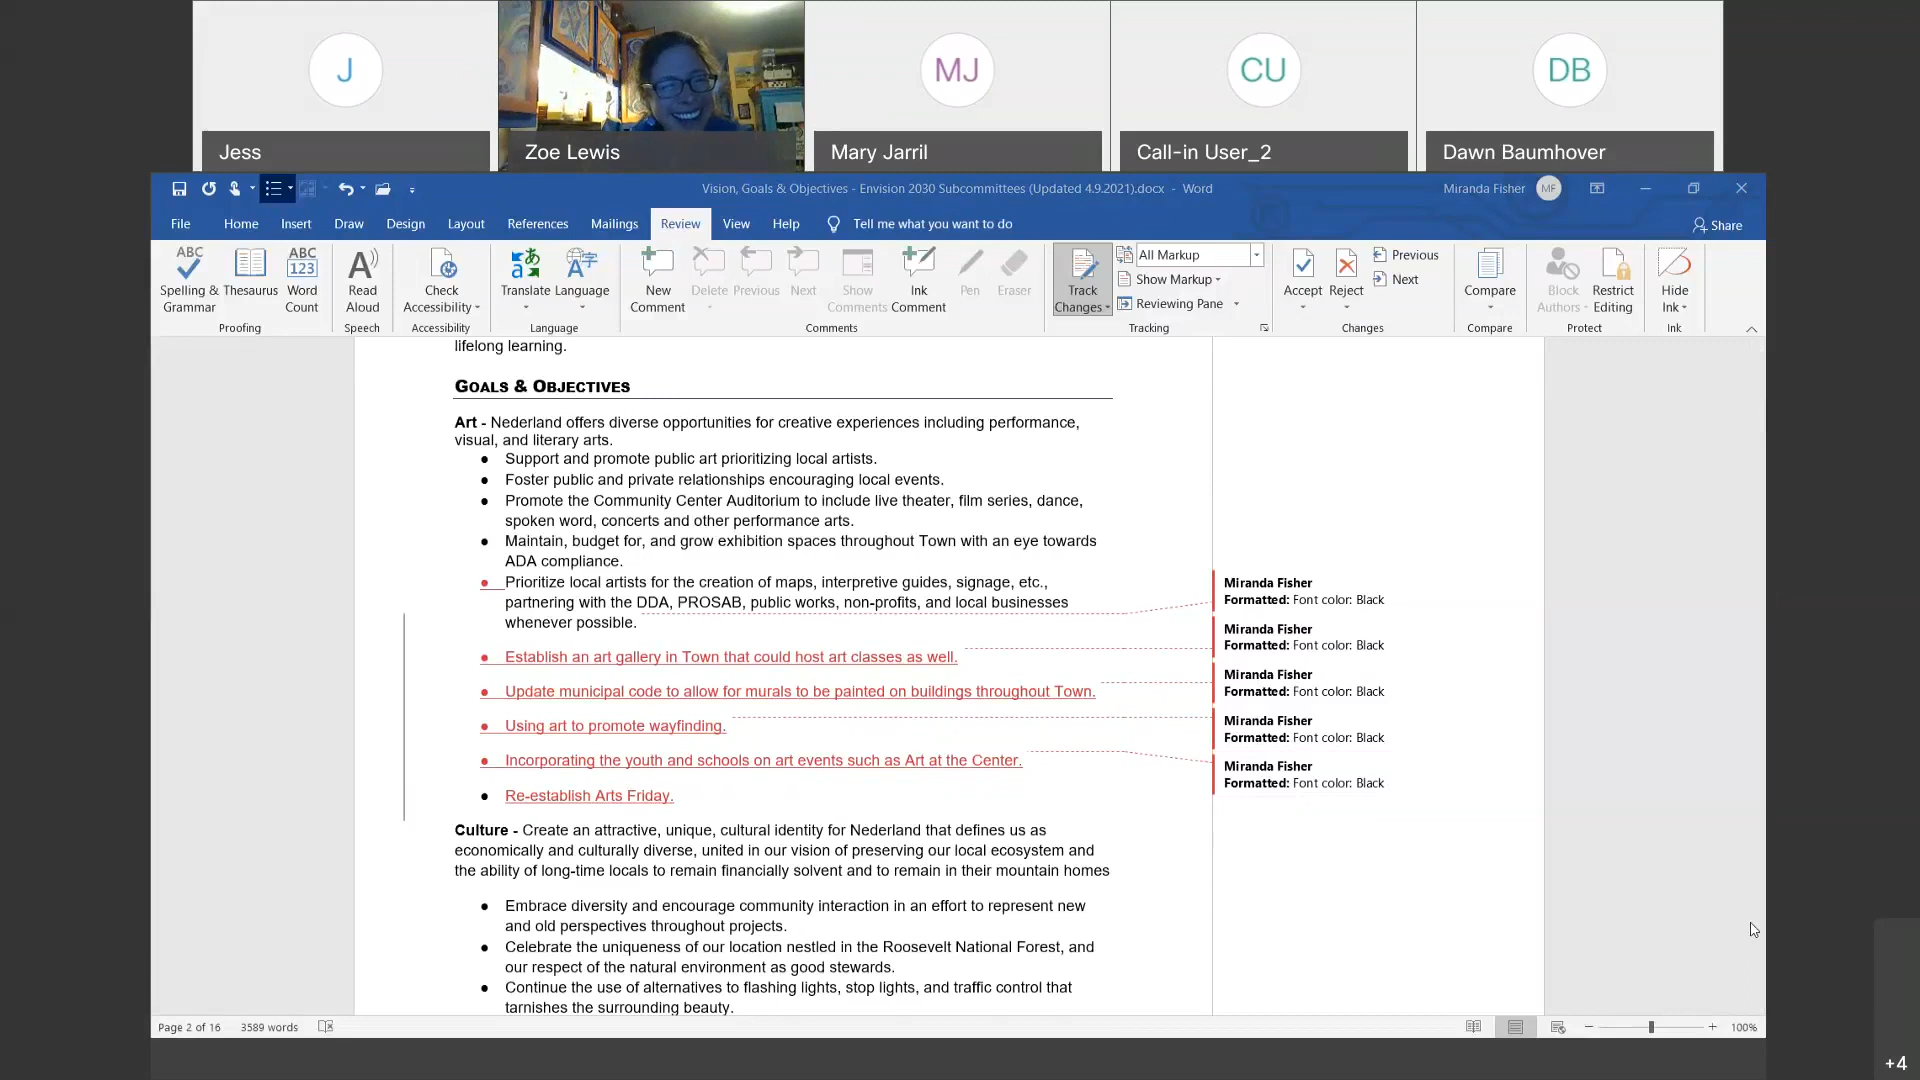 J
MJ
CU
DB
Jess
Zoe Lewis
Mary Jarril
Call-in User_2
Dawn Baumhover
Vision, Goals & Objectives - Envision 2030 Subcommittees (Updated 4.9.2021).docx - Word
Miranda Fisher
MF
File
Home
Insert
Draw
Design
Layout
References
Mailings
Review
View
Help
Tell me what you want to do
Share
ABC
ABC
123
A
All Markup
Previous
Show Markup
Next
Reviewing Pane
Spelling &
Grammar
Thesaurus
Word
Count
Read
Aloud
Check
Accessibility
Translate
Language
New
Comment
Delete
Previous
Next
Show
Comments
Ink
Comment
Pen
Eraser
Track
Changes
Accept
Reject
Compare
Block
Authors
Restrict
Editing
Hide
Ink
Proofing
Speech
Accessibility
Language
Comments
Tracking
Changes
Compare
Protect
Ink
lifelong learning.
GOALS & OBJECTIVES
Art - Nederland offers diverse opportunities for creative experiences including performance,
visual, and literary arts.
● Support and promote public art prioritizing local artists.
● Foster public and private relationships encouraging local events.
● Promote the Community Center Auditorium to include live theater, film series, dance,
spoken word, concerts and other performance arts.
● Maintain, budget for, and grow exhibition spaces throughout Town with an eye towards
ADA compliance.
● Prioritize local artists for the creation of maps, interpretive guides, signage, etc.,
partnering with the DDA, PROSAB, public works, non-profits, and local businesses
whenever possible.
● Establish an art gallery in Town that could host art classes as well.
● Update municipal code to allow for murals to be painted on buildings throughout Town.
● Using art to promote wayfinding.
● Incorporating the youth and schools on art events such as Art at the Center.
● Re-establish Arts Friday.
Culture - Create an attractive, unique, cultural identity for Nederland that defines us as
economically and culturally diverse, united in our vision of preserving our local ecosystem and
the ability of long-time locals to remain financially solvent and to remain in their mountain homes
● Embrace diversity and encourage community interaction in an effort to represent new
and old perspectives throughout projects.
● Celebrate the uniqueness of our location nestled in the Roosevelt National Forest, and
our respect of the natural environment as good stewards.
● Continue the use of alternatives to flashing lights, stop lights, and traffic control that
tarnishes the surrounding beauty.
Miranda Fisher
Formatted: Font color: Black
Miranda Fisher
Formatted: Font color: Black
Miranda Fisher
Formatted: Font color: Black
Miranda Fisher
Formatted: Font color: Black
Miranda Fisher
Formatted: Font color: Black
Page 2 of 16
3589 words
100%
+4